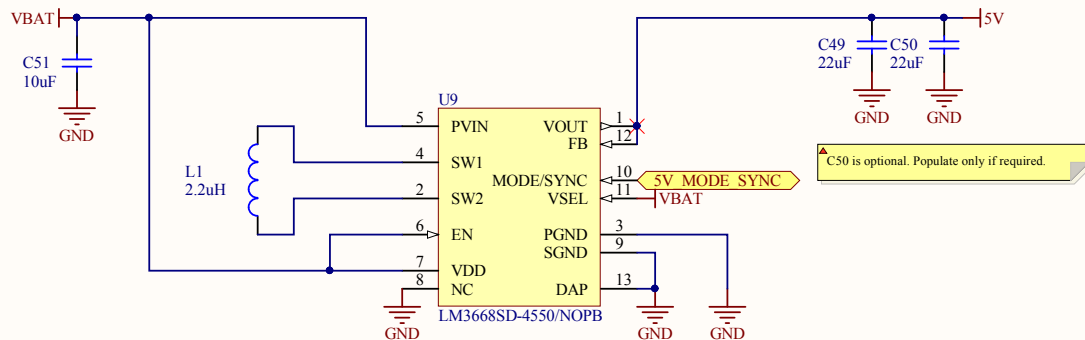 VBAT
5V
C51
10uF
C49
22uF
C50
22uF
GND
GND
GND
U9
5 PVIN VOUT 1
FB 12
C50 is optional. Populate only if required.
4 SW1
L1
2.2uH
MODE/SYNC 10 5V_MODE_SYNC
2 SW2 VSEL 11 VBAT
6 EN PGND 3
SGND 9
7 VDD
8 NC DAP 13
GND
LM3668SD-4550/NOPB
GND
GND